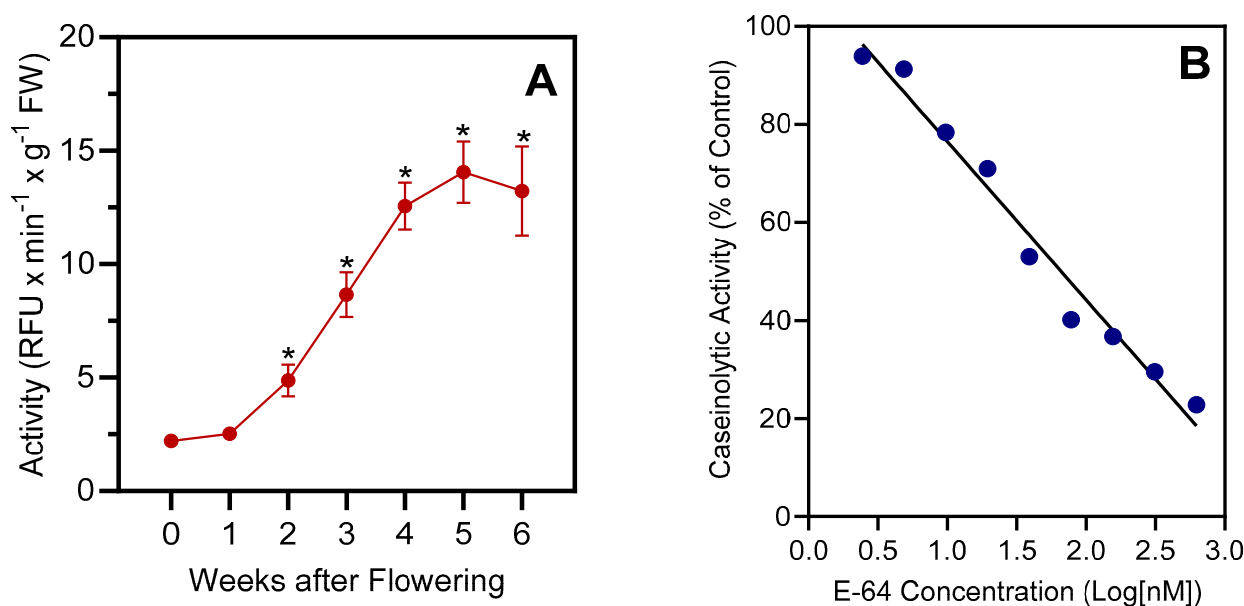 A
Activity (RFU x min⁻¹ x g⁻¹ FW)
20
15
10
5
0
*
*
*
*
*
0 1 2 3 4 5 6
Weeks after Flowering
B
Caseinolytic Activity (% of Control)
100
80
60
40
20
0
0.0 0.5 1.0 1.5 2.0 2.5 3.0
E-64 Concentration (Log[nM])